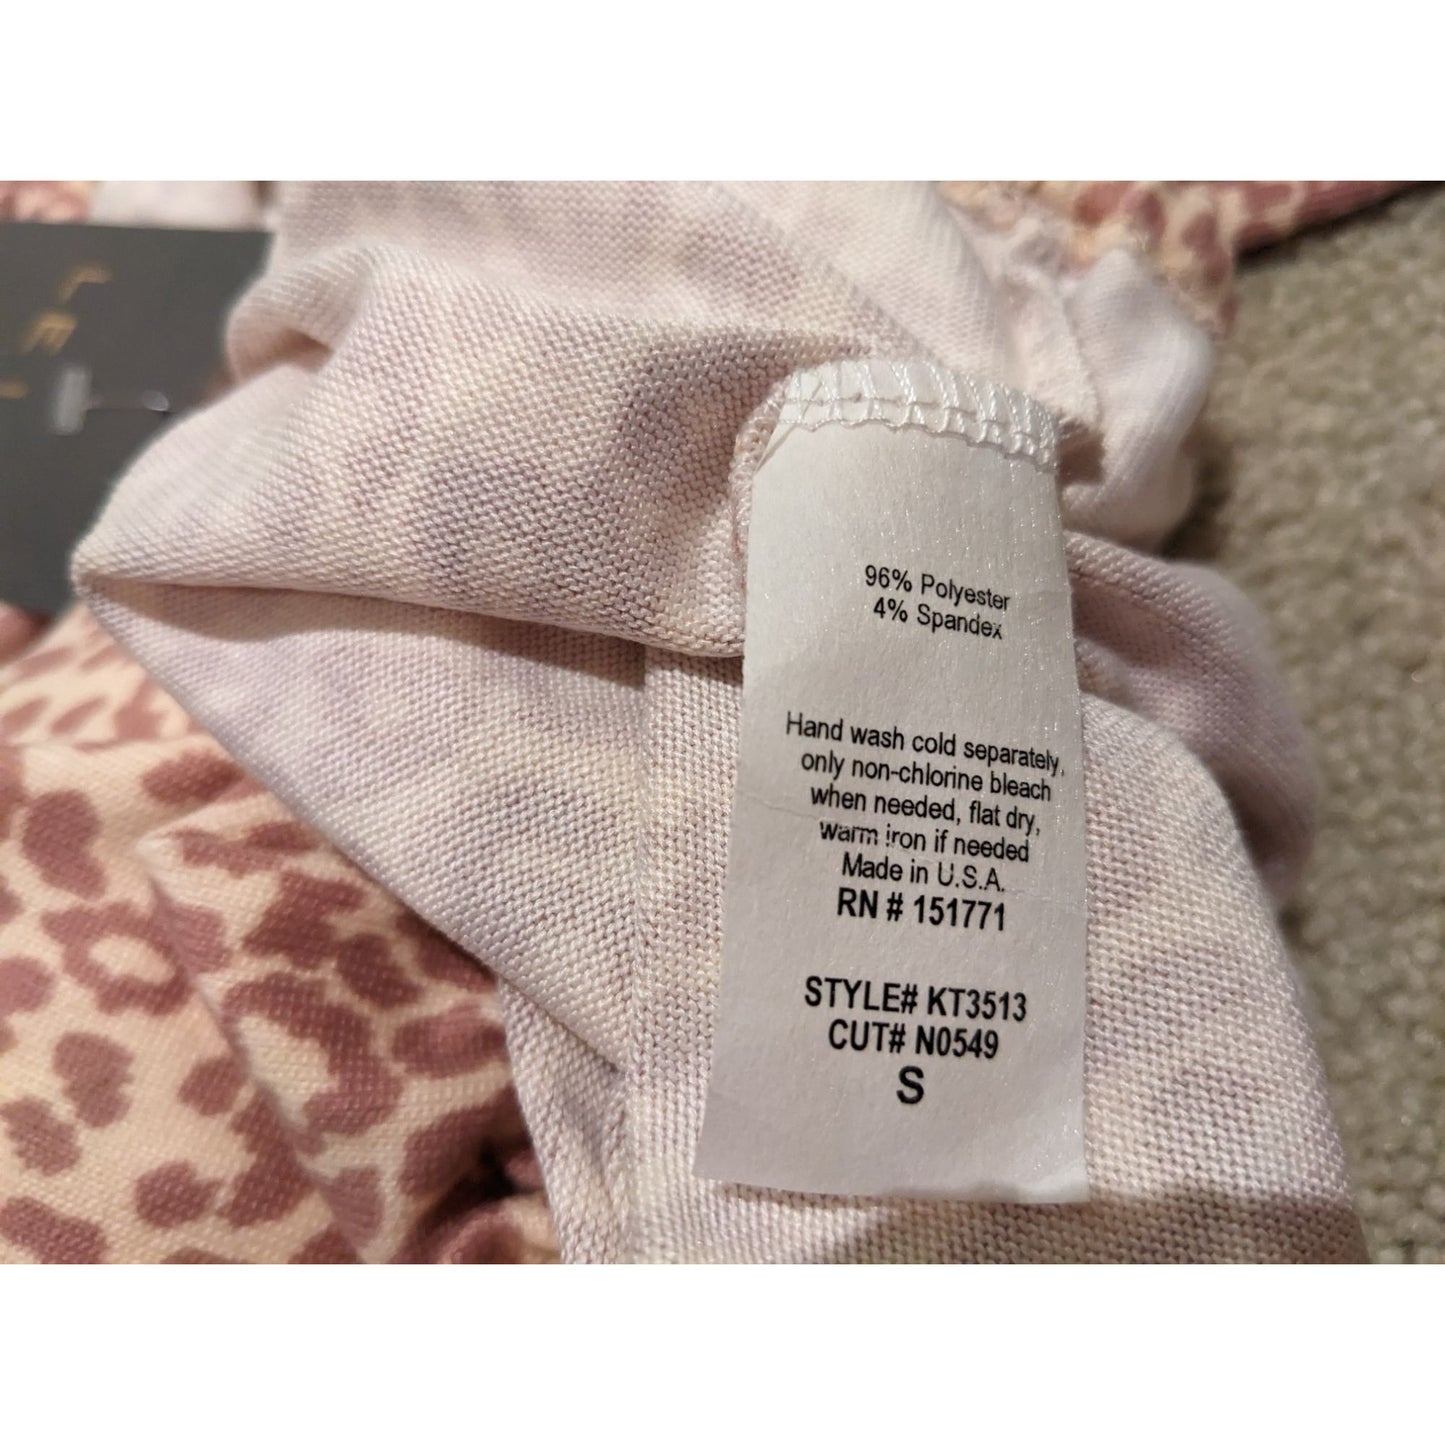 96% Polyester
4% Spandex
Hand wash cold separately,
only non-chlorine bleach
when needed, flat dry,
warm iron if needed
Made in U.S.A.
RN # 151771
STYLE# KT3513
CUT# N0549
S